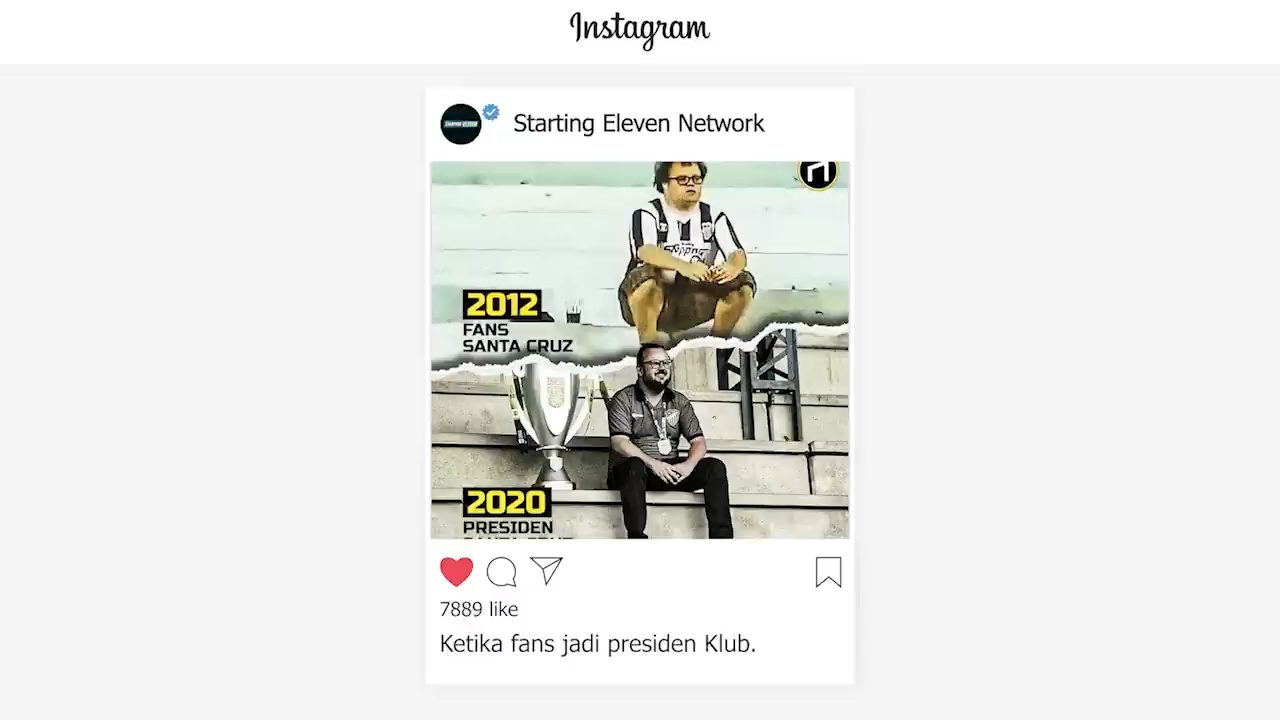 Instagram
Starting Eleven Network
2012
FANS
SANTA CRUZ
2020
PRESIDEN
7889 like
Ketika fans jadi presiden Klub.